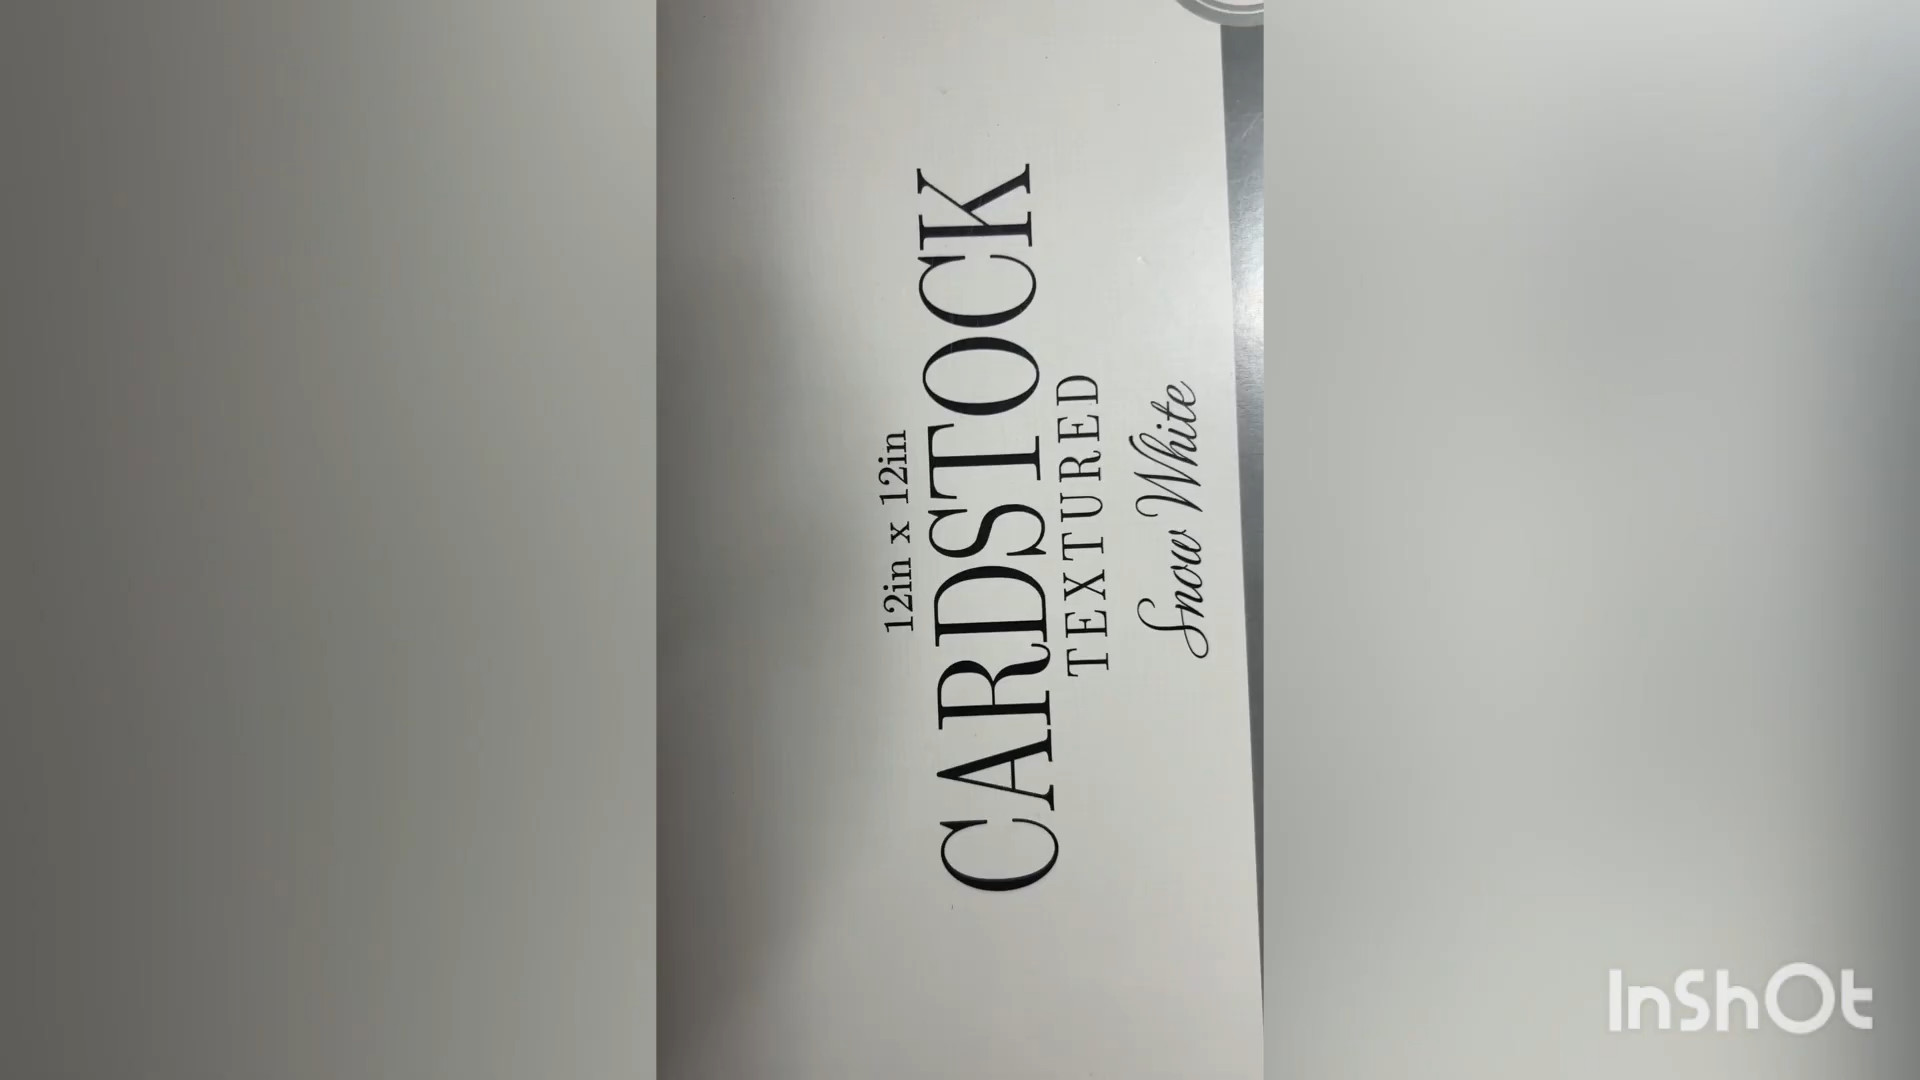 12in x 12in
CARDSTOCK
TEXTURED
Snow White
InShOt